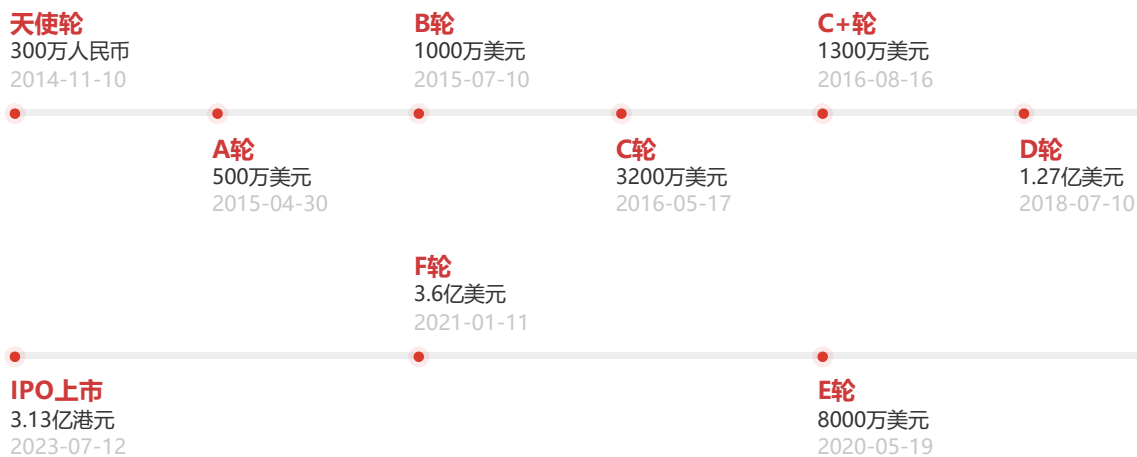 天使轮
300万人民币
2014-11-10
A轮
500万美元
2015-04-30
B轮
1000万美元
2015-07-10
C轮
3200万美元
2016-05-17
C+轮
1300万美元
2016-08-16
D轮
1.27亿美元
2018-07-10
E轮
8000万美元
2020-05-19
F轮
3.6亿美元
2021-01-11
IPO上市
3.13亿港元
2023-07-12